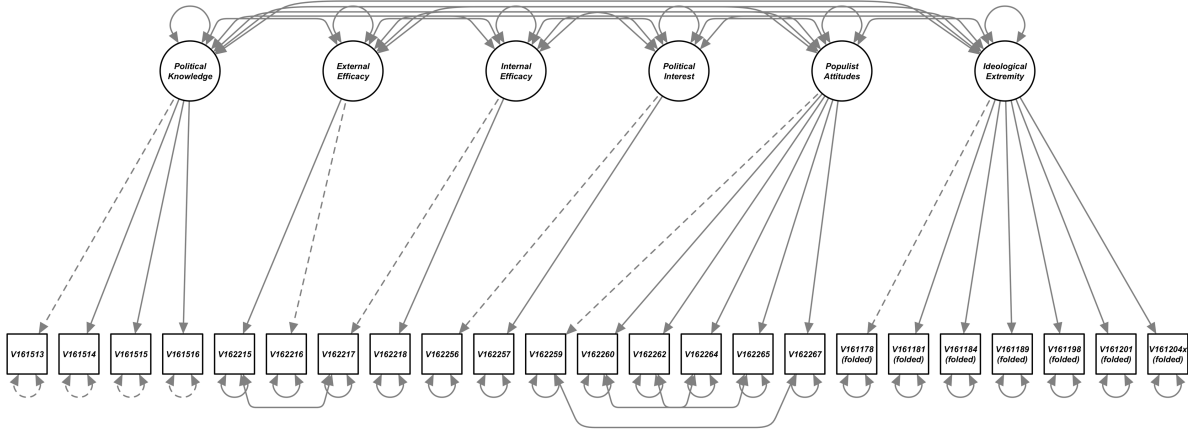 Political
Knowledge
External
Efficacy
Internal
Efficacy
Political
Interest
Populist
Attitudes
Ideological
Extremity
V161513
V161514
V161515
V161516
V162215
V162216
V162217
V162218
V162256
V162257
V162259
V162260
V162262
V162264
V162265
V162267
V161178
(folded)
V161181
(folded)
V161184
(folded)
V161189
(folded)
V161198
(folded)
V161201
(folded)
V161204x
(folded)